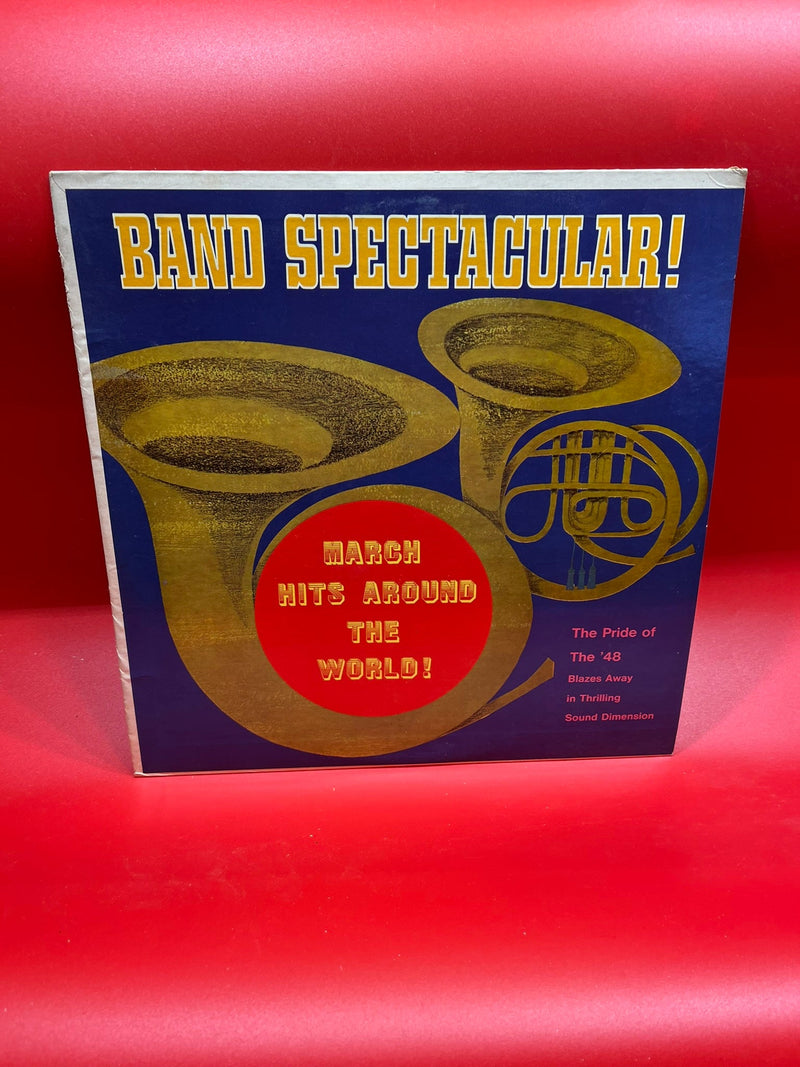 BAND SPECTACULAR!
MARCH
HITS AROUND
THE
WORLD!
The Pride of
The '48
Blazes Away
in Thrilling
Sound Dimension